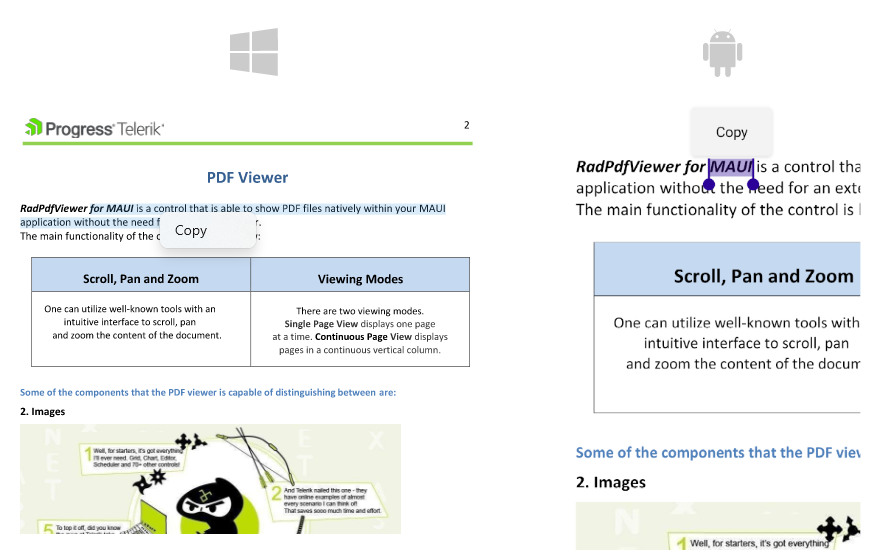 Progress® Telerik®
2
PDF Viewer
RadPdfViewer for MAUI is a control that is able to show PDF files natively within your MAUI
application without the need f
r.
The main functionality of the c
w:
Copy
Scroll, Pan and Zoom
Viewing Modes
One can utilize well-known tools with an
intuitive interface to scroll, pan
and zoom the content of the document.
There are two viewing modes.
Single Page View displays one page
at a time. Continuous Page View displays
pages in a continuous vertical column.
Some of the components that the PDF viewer is capable of distinguishing between are:
2. Images
1 Well, for starters, it's got everything
I'll ever need. Grid, Chart, Editor,
Scheduler and 70+ other controls!
2 And Telerik nailed this one - they
have online examples of almost
every scenario I can think of!
That saves sooo much time and effort.
5 To top it off, did you know
N
E
T
X
Copy
RadPdfViewer for MAUI is a control tha
application without the need for an exte
The main functionality of the control is l
Scroll, Pan and Zoom
One can utilize well-known tools with
intuitive interface to scroll, pan
and zoom the content of the docum
Some of the components that the PDF view
2. Images
N
1 Well, for starters, it's got everything